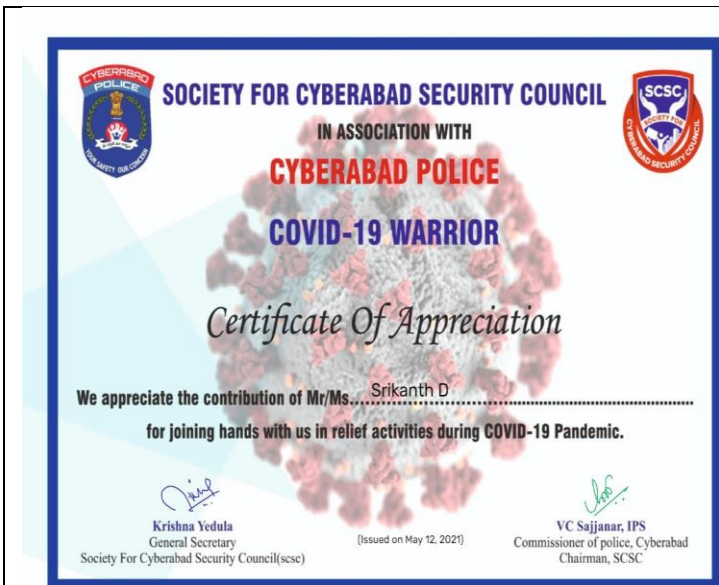 CYBERABAD
POLICE
YOUR SAFETY OUR CONCERN
SOCIETY FOR CYBERABAD SECURITY COUNCIL
IN ASSOCIATION WITH
CYBERABAD POLICE
COVID-19 WARRIOR
SCSC
SOCIETY FOR
CYBERABAD SECURITY COUNCIL
Certificate Of Appreciation
We appreciate the contribution of Mr/Ms. Srikanth D
for joining hands with us in relief activities during COVID-19 Pandemic.
Krishna Yedula
General Secretary
Society For Cyberabad Security Council(scsc)
(Issued on May 12, 2021)
VC Sajjanar, IPS
Commissioner of police, Cyberabad
Chairman, SCSC